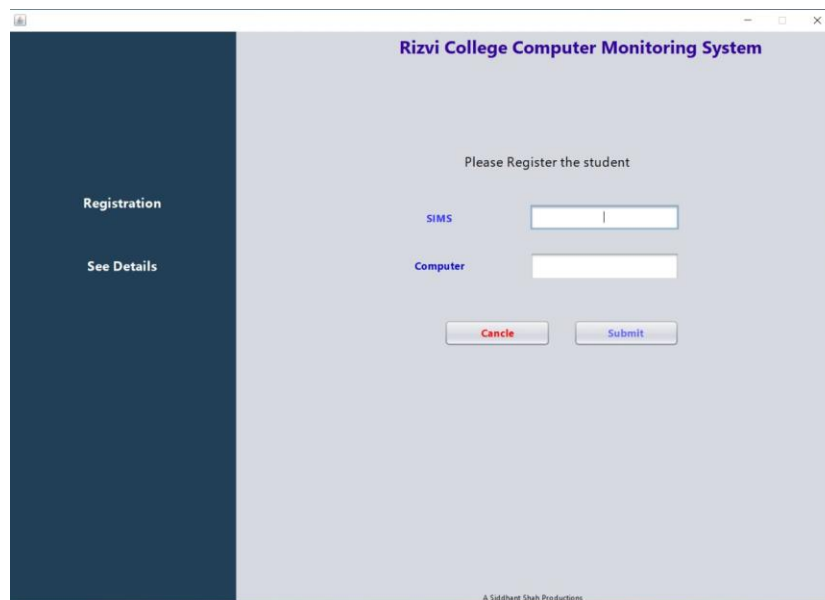 Rizvi College Computer Monitoring System
Please Register the student
Registration
SIMS
See Details
Computer
Cancle
Submit
A Siddhant Shah Productions